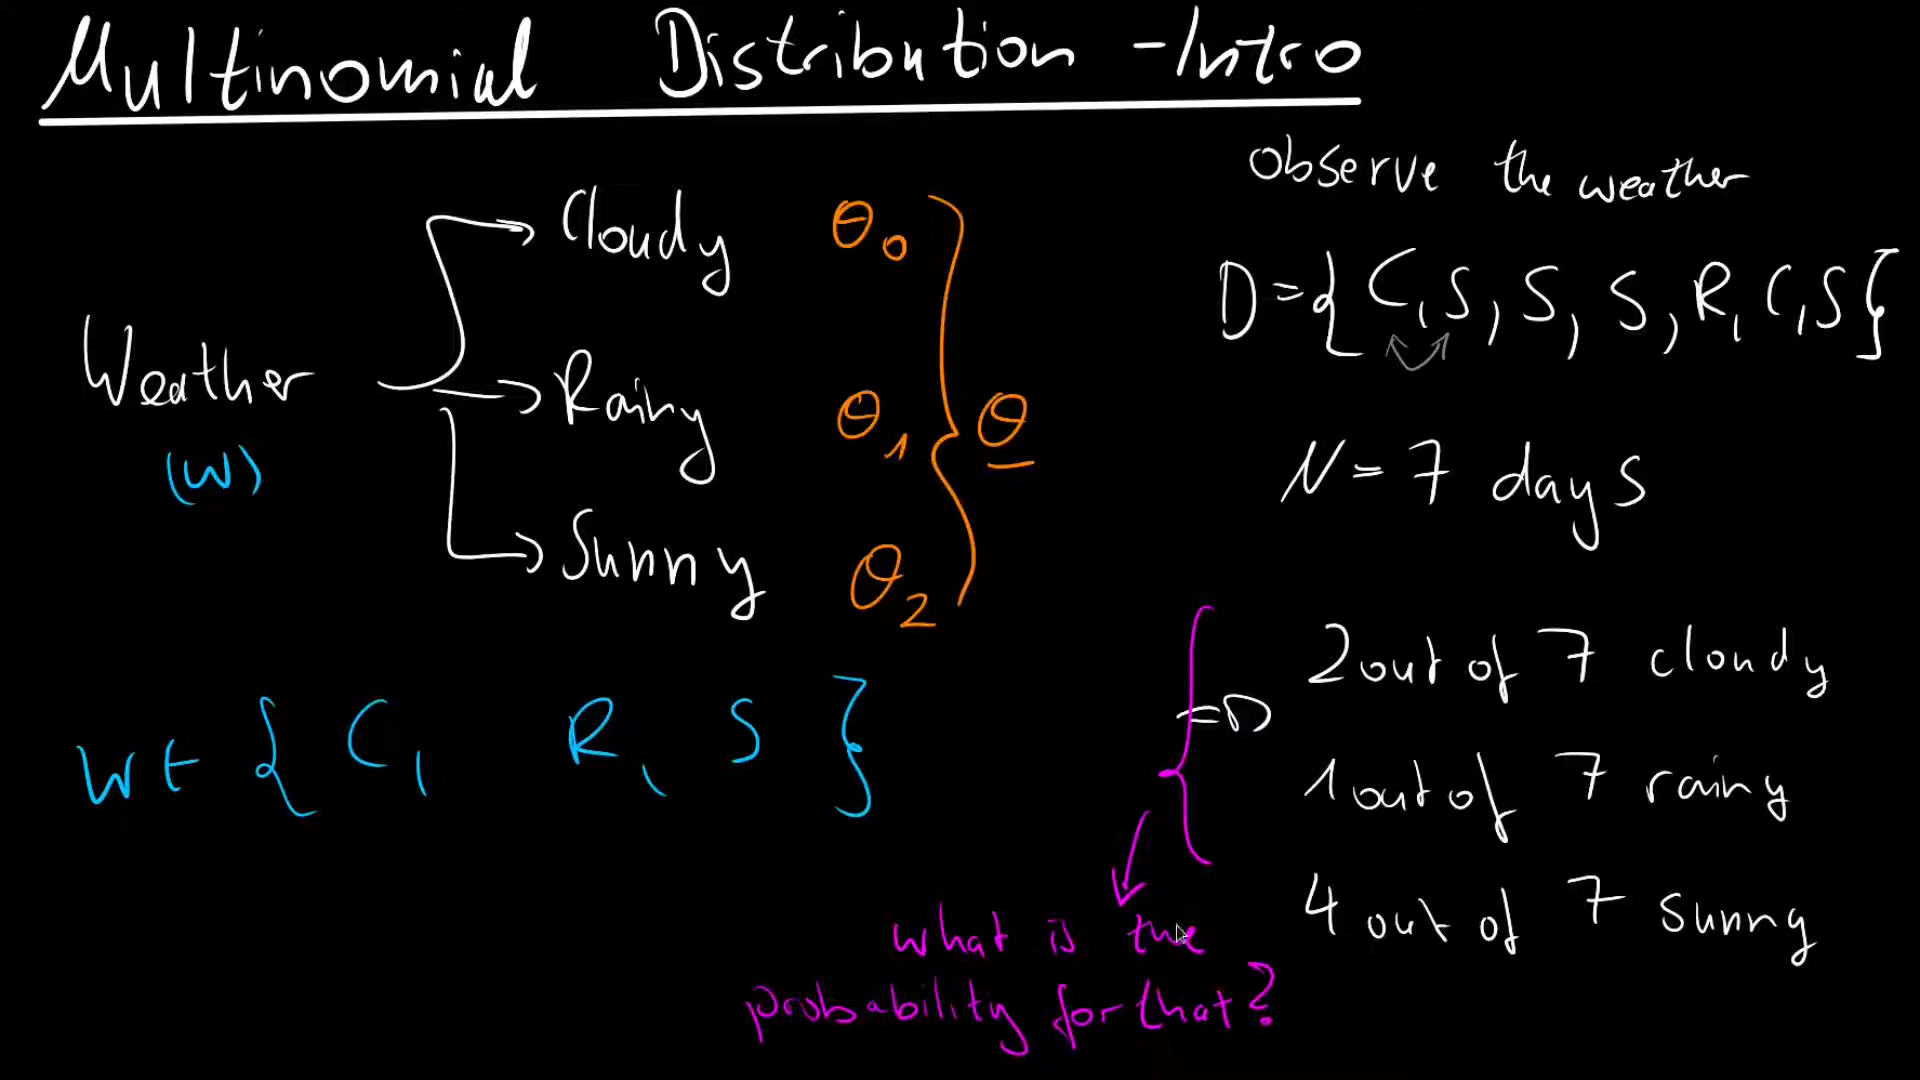 Multinomial Distribution - Intro
Observe the weather
Cloudy θ0
D = { C, S, S, S, R, C, S }
Weather
Rainy θ1 θ
(W)
N = 7 days
Sunny θ2
2 out of 7 cloudy
W ∈ { C, R, S }
⇒
1 out of 7 rainy
4 out of 7 sunny
what is the
probability for that?